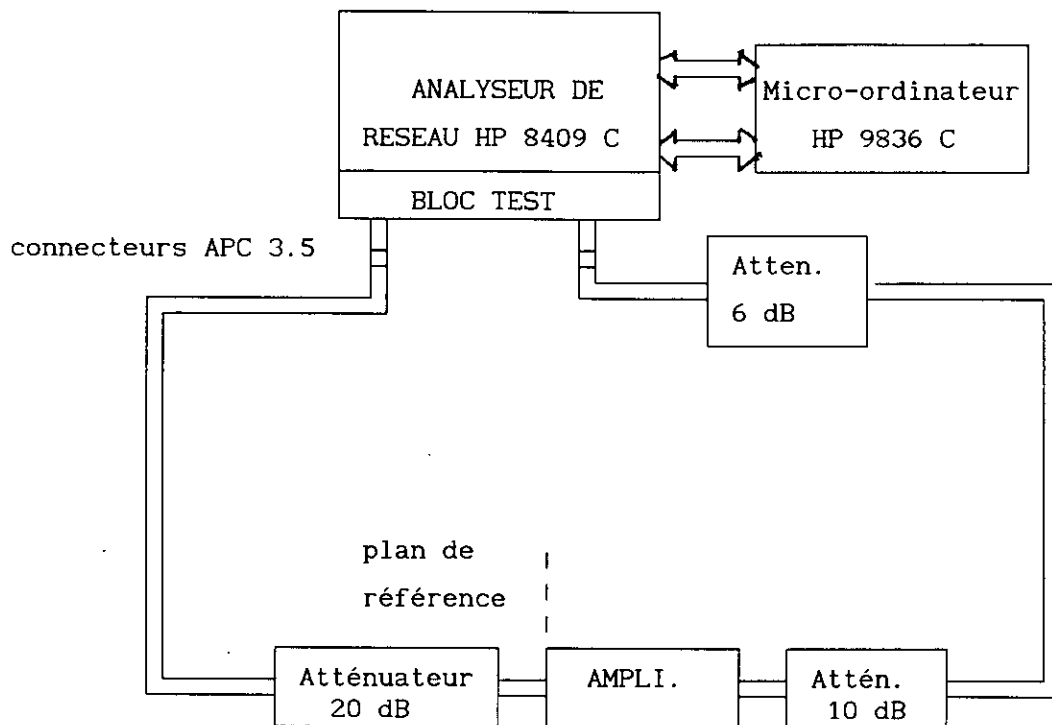 ANALYSEUR DE
RESEAU HP 8409 C
BLOC TEST
Micro-ordinateur
HP 9836 C
connecteurs APC 3.5
Atten.
6 dB
plan de
référence
Atténuateur
20 dB
AMPLI.
Attén.
10 dB